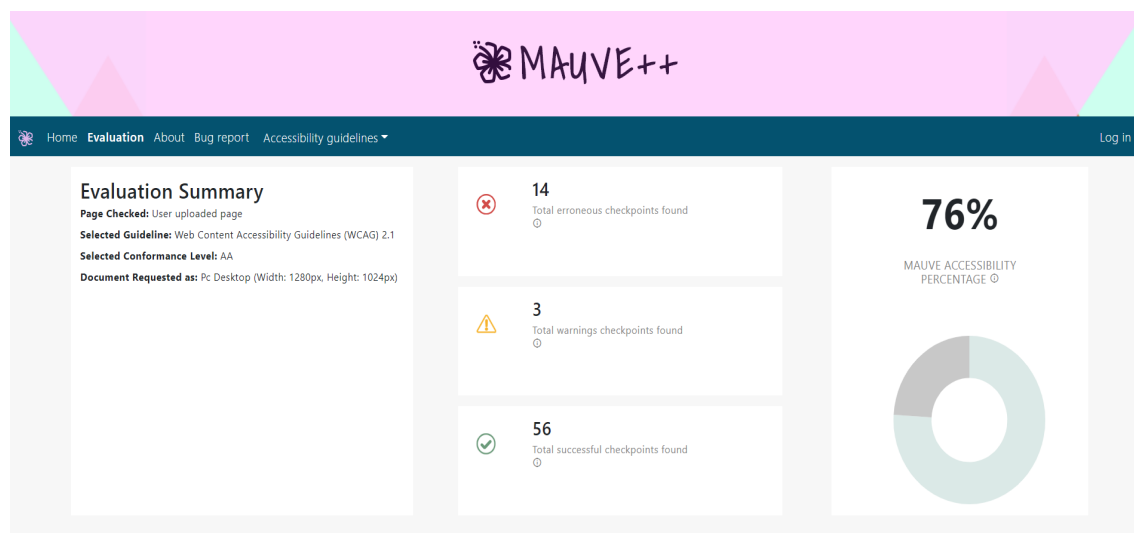 MAUVE++
Home Evaluation About Bug report Accessibility guidelines Log in
Evaluation Summary
Page Checked: User uploaded page
Selected Guideline: Web Content Accessibility Guidelines (WCAG) 2.1
Selected Conformance Level: AA
Document Requested as: Pc Desktop (Width: 1280px, Height: 1024px)
14
Total erroneous checkpoints found
3
Total warnings checkpoints found
56
Total successful checkpoints found
76%
MAUVE ACCESSIBILITY
PERCENTAGE